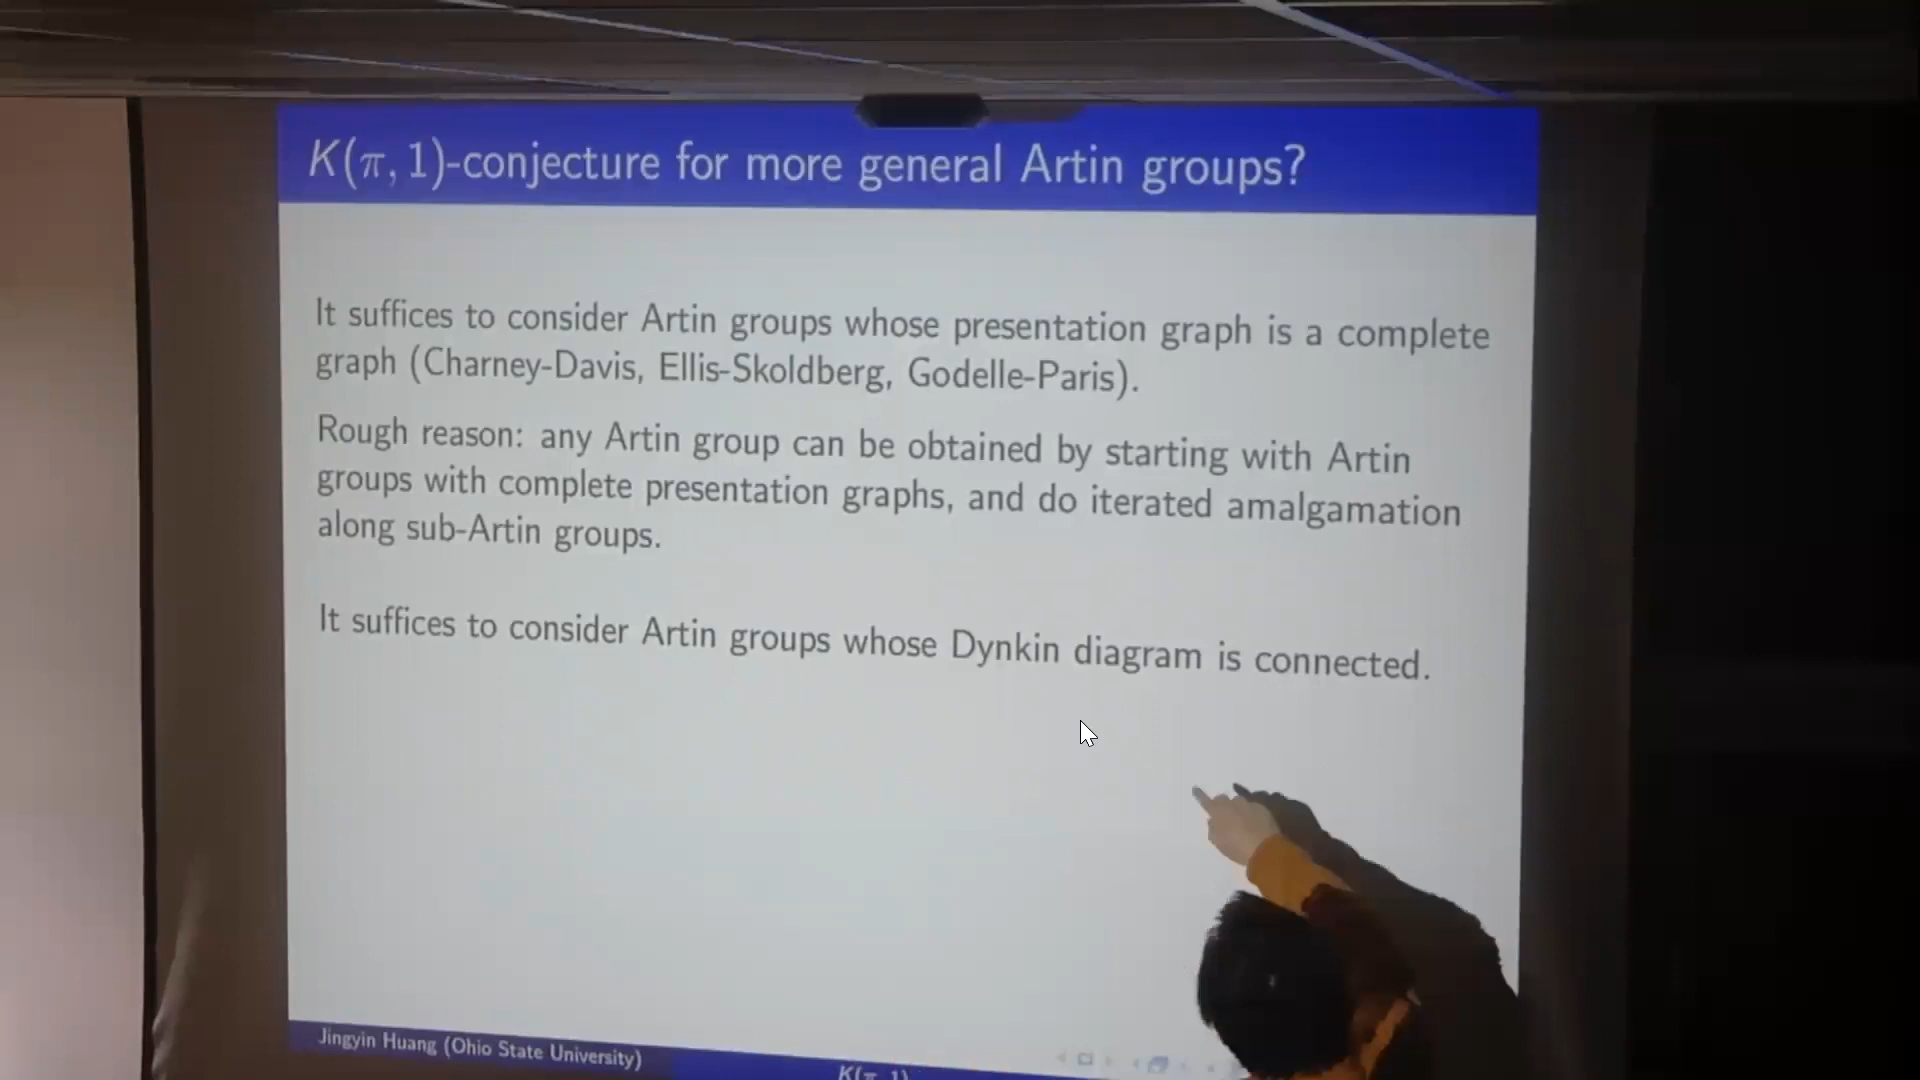 K(π, 1)-conjecture for more general Artin groups?
It suffices to consider Artin groups whose presentation graph is a complete
graph (Charney-Davis, Ellis-Skoldberg, Godelle-Paris).
Rough reason: any Artin group can be obtained by starting with Artin
groups with complete presentation graphs, and do iterated amalgamation
along sub-Artin groups.
It suffices to consider Artin groups whose Dynkin diagram is connected.
Jingyin Huang (Ohio State University)
K(π, 1)